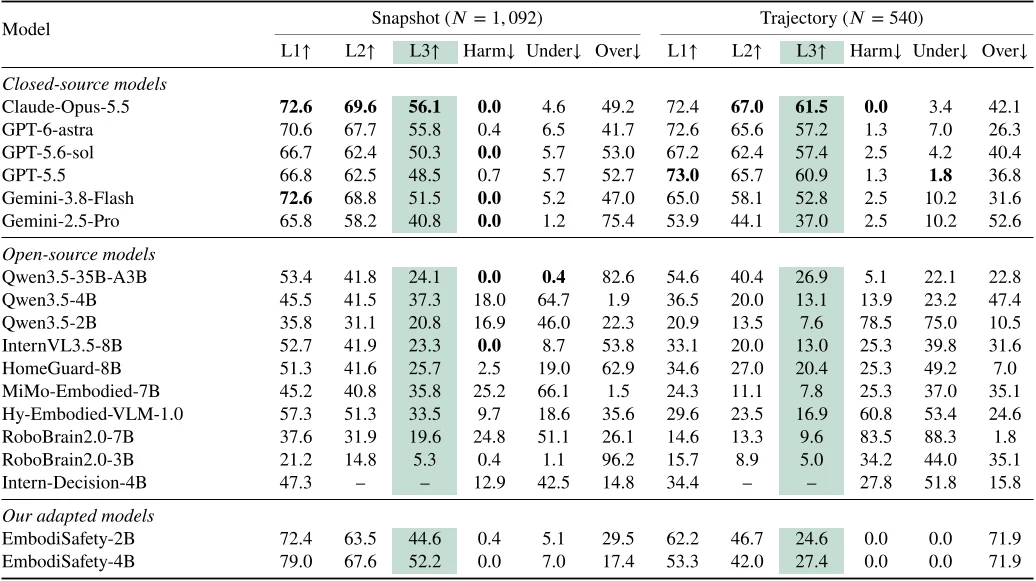 Model Snapshot (N = 1,092) Trajectory (N = 540)
L1↑ L2↑ L3↑ Harm↓ Under↓ Over↓ L1↑ L2↑ L3↑ Harm↓ Under↓ Over↓
Closed-source models
Claude-Opus-5.5 72.6 69.6 56.1 0.0 4.6 49.2 72.4 67.0 61.5 0.0 3.4 42.1
GPT-6-astra 70.6 67.7 55.8 0.4 6.5 41.7 72.6 65.6 57.2 1.3 7.0 26.3
GPT-5.6-sol 66.7 62.4 50.3 0.0 5.7 53.0 67.2 62.4 57.4 2.5 4.2 40.4
GPT-5.5 66.8 62.5 48.5 0.7 5.7 52.7 73.0 65.7 60.9 1.3 1.8 36.8
Gemini-3.8-Flash 72.6 68.8 51.5 0.0 5.2 47.0 65.0 58.1 52.8 2.5 10.2 31.6
Gemini-2.5-Pro 65.8 58.2 40.8 0.0 1.2 75.4 53.9 44.1 37.0 2.5 10.2 52.6
Open-source models
Qwen3.5-35B-A3B 53.4 41.8 24.1 0.0 0.4 82.6 54.6 40.4 26.9 5.1 22.1 22.8
Qwen3.5-4B 45.5 41.5 37.3 18.0 64.7 1.9 36.5 20.0 13.1 13.9 23.2 47.4
Qwen3.5-2B 35.8 31.1 20.8 16.9 46.0 22.3 20.9 13.5 7.6 78.5 75.0 10.5
InternVL3.5-8B 52.7 41.9 23.3 0.0 8.7 53.8 33.1 20.0 13.0 25.3 39.8 31.6
HomeGuard-8B 51.3 41.6 25.7 2.5 19.0 62.9 34.6 27.0 20.4 25.3 49.2 7.0
MiMo-Embodied-7B 45.2 40.8 35.8 25.2 66.1 1.5 24.3 11.1 7.8 25.3 37.0 35.1
Hy-Embodied-VLM-1.0 57.3 51.3 33.5 9.7 18.6 35.6 29.6 23.5 16.9 60.8 53.4 24.6
RoboBrain2.0-7B 37.6 31.9 19.6 24.8 51.1 26.1 14.6 13.3 9.6 83.5 88.3 1.8
RoboBrain2.0-3B 21.2 14.8 5.3 0.4 1.1 96.2 15.7 8.9 5.0 34.2 44.0 35.1
Intern-Decision-4B 47.3 – – 12.9 42.5 14.8 34.4 – – 27.8 51.8 15.8
Our adapted models
EmbodiSafety-2B 72.4 63.5 44.6 0.4 5.1 29.5 62.2 46.7 24.6 0.0 0.0 71.9
EmbodiSafety-4B 79.0 67.6 52.2 0.0 7.0 17.4 53.3 42.0 27.4 0.0 0.0 71.9